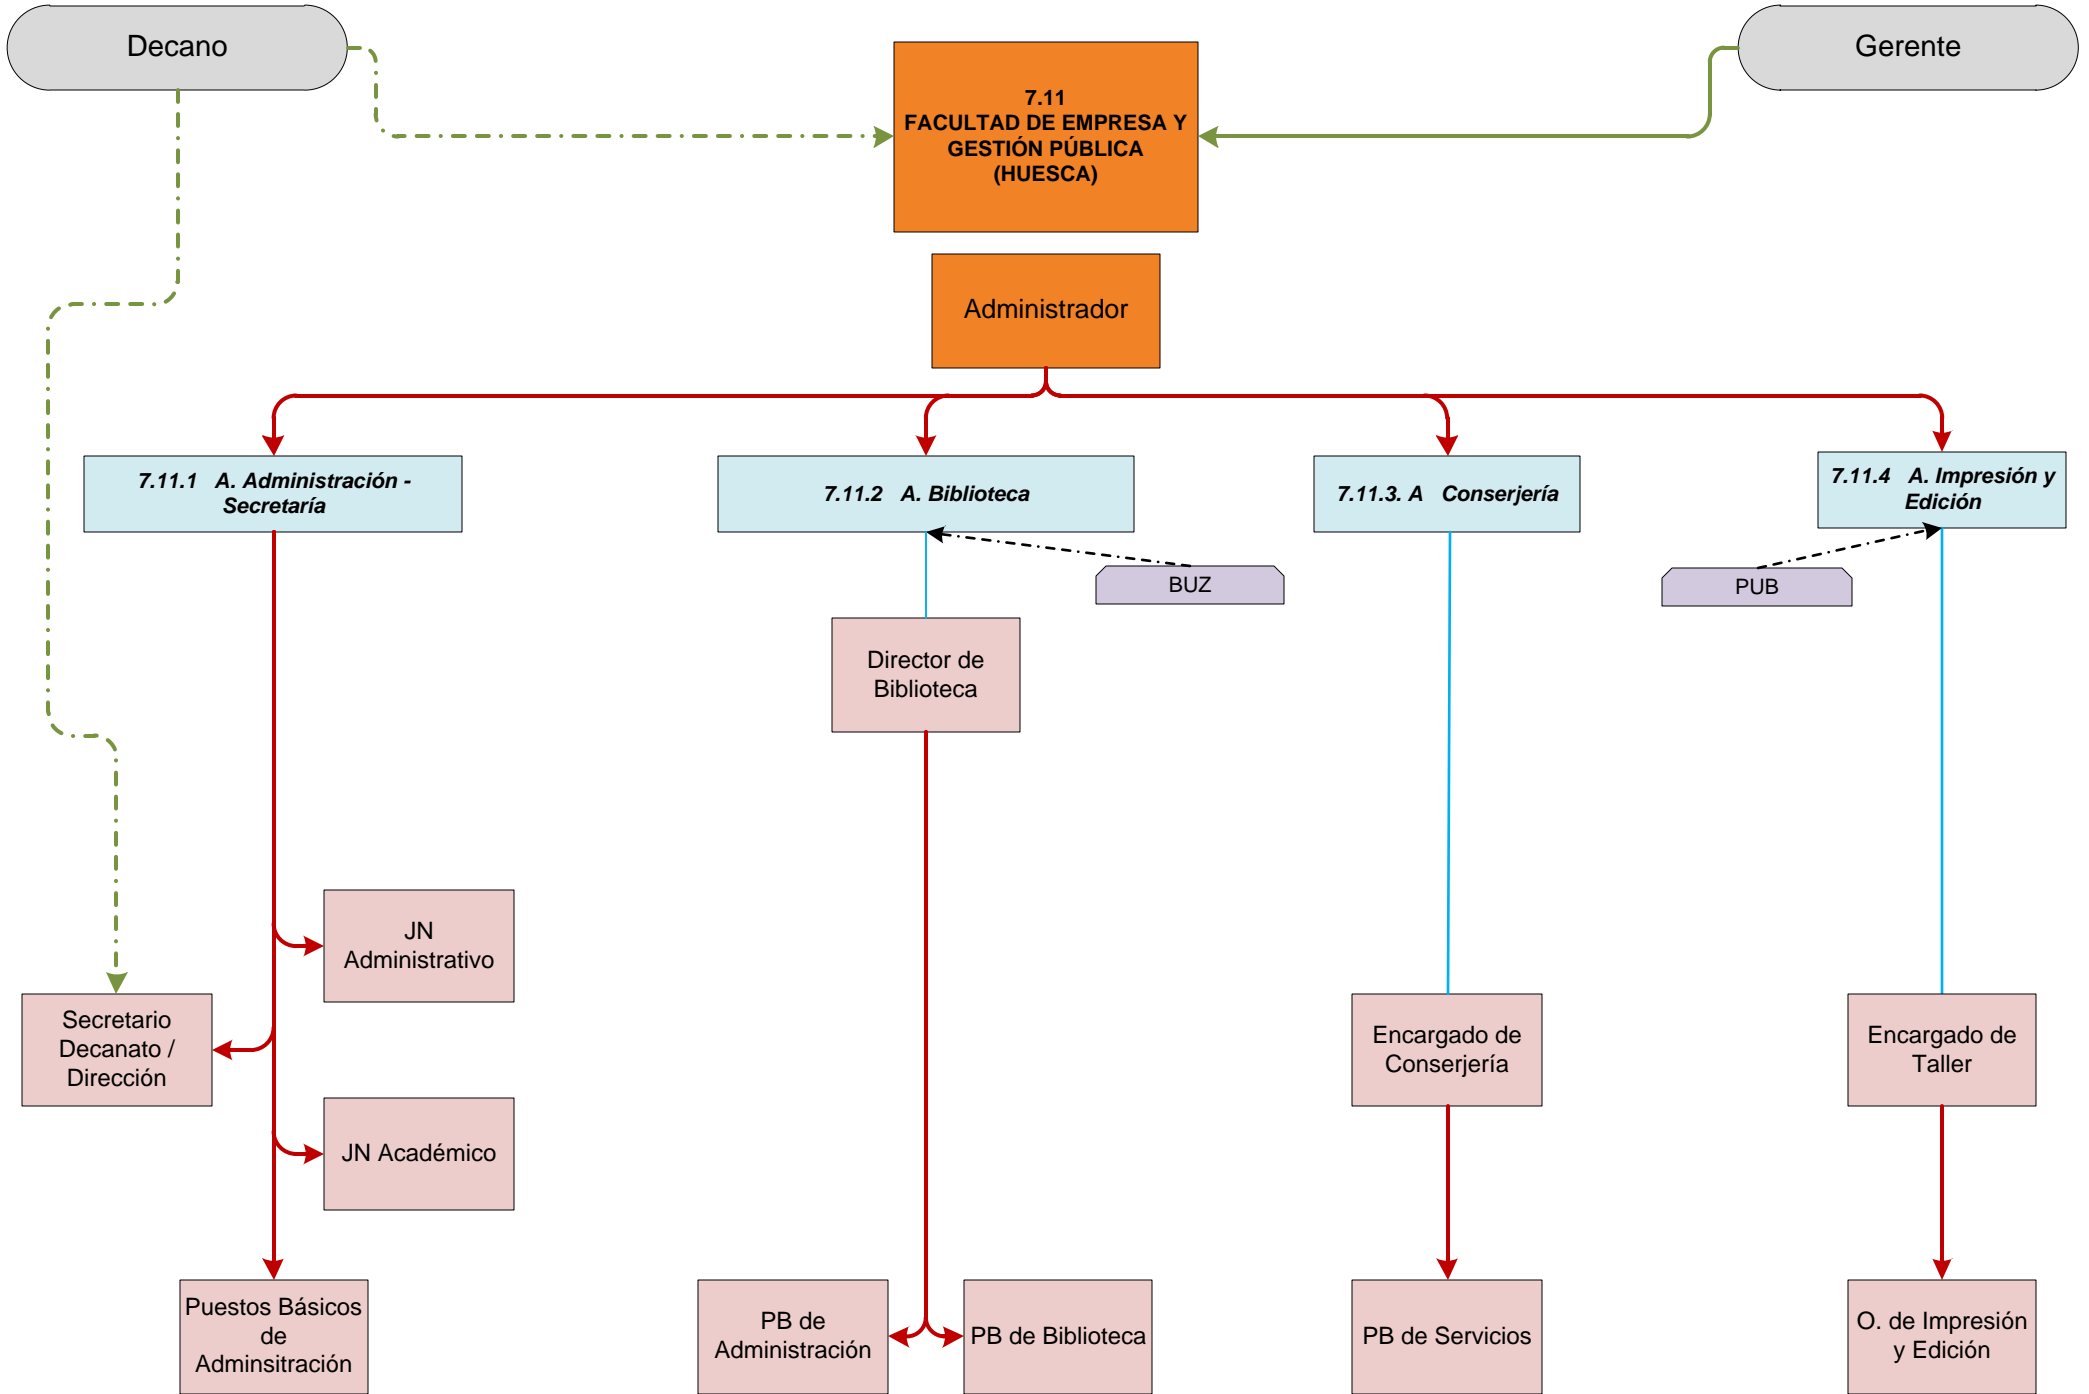 Decano
Gerente
7.11
FACULTAD DE EMPRESA Y
GESTIÓN PÚBLICA
(HUESCA)
Administrador
7.11.1 A. Administración -
Secretaría
7.11.2 A. Biblioteca
7.11.3. A Conserjería
7.11.4 A. Impresión y
Edición
BUZ
PUB
Director de
Biblioteca
JN
Administrativo
Secretario
Decanato /
Dirección
Encargado de
Conserjería
Encargado de
Taller
JN Académico
Puestos Básicos
de
Adminsitración
PB de
Administración
PB de Biblioteca
PB de Servicios
O. de Impresión
y Edición